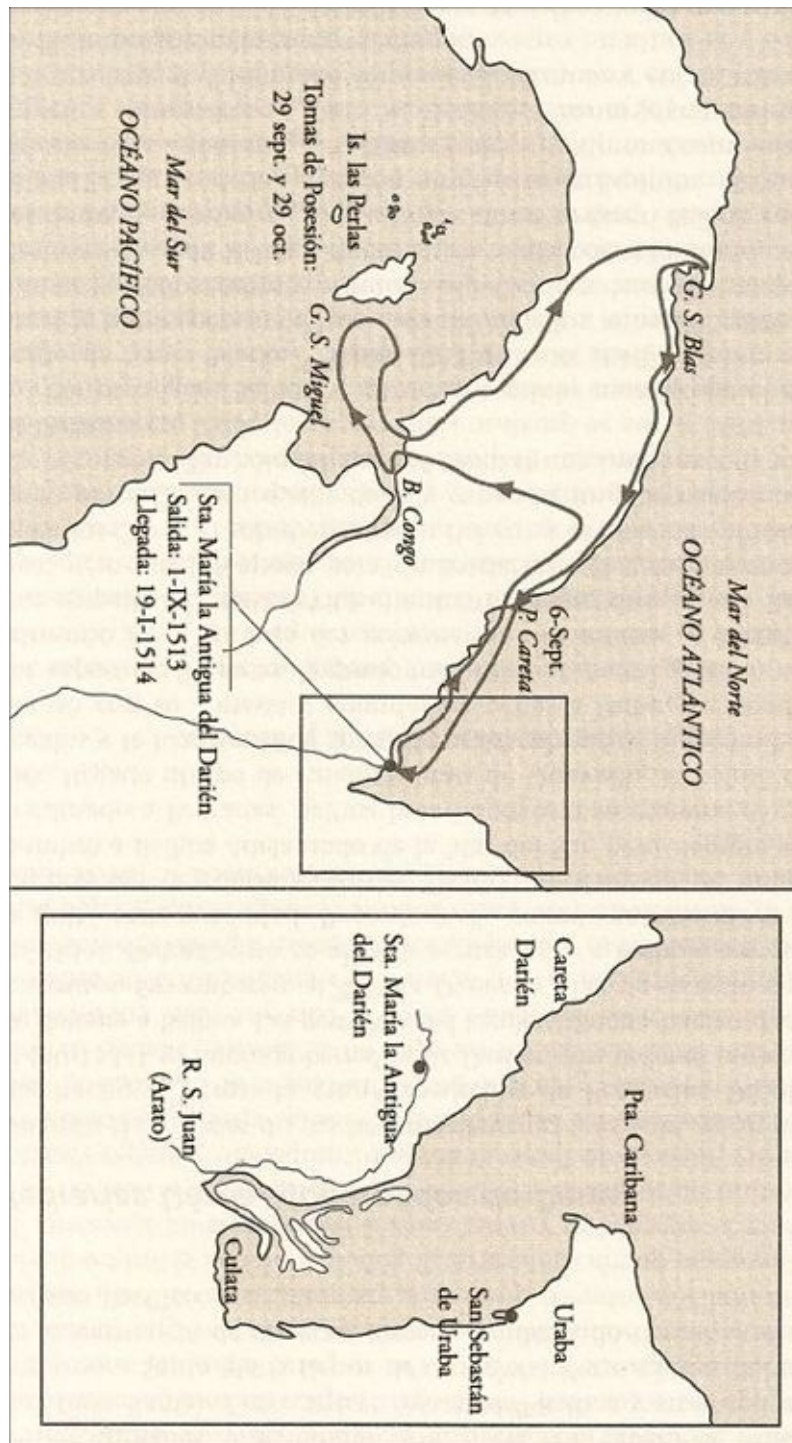 Mar del Norte
OCÉANO ATLÁNTICO
G. S. Blas
6-Sept.
P. Careta
Is. las Perlas
Tomas de Posesión:
29 sept. y 29 oct.
G. S. Miguel
B. Congo
Mar del Sur
OCÉANO PACÍFICO
Sta. María la Antigua del Darién
Salida: 1-IX-1513
Llegada: 19-I-1514
Pta. Caribana
Careta
Darién
Uraba
San Sebastián
de Uraba
Sta. María la Antigua
del Darién
Culata
R. S. Juan
(Arato)